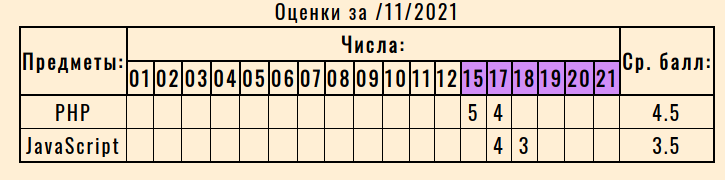 Оценки за /11/2021
Предметы: Числа: Ср. балл:
01 02 03 04 05 06 07 08 09 10 11 12 15 17 18 19 20 21
PHP 5 4 4.5
JavaScript 4 3 3.5